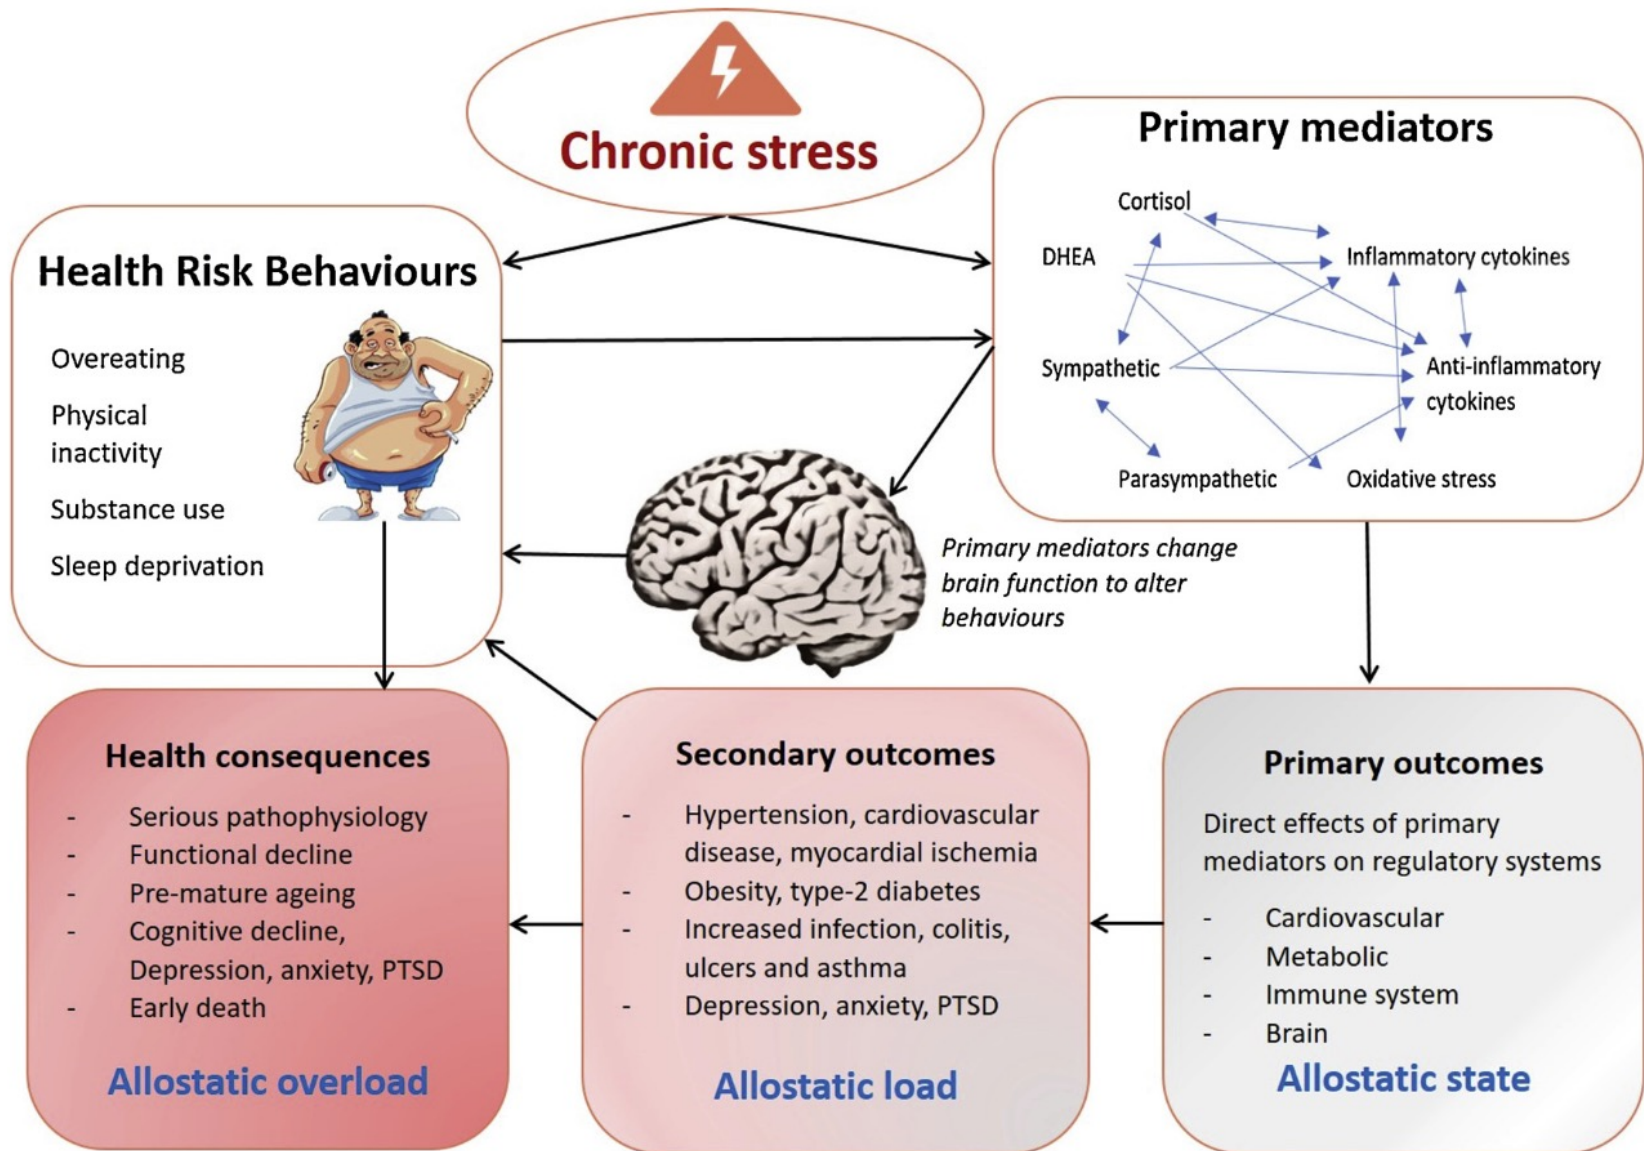 Chronic stress
Primary mediators
Cortisol
DHEA
Inflammatory cytokines
Sympathetic
Anti-inflammatory
cytokines
Parasympathetic
Oxidative stress
Health Risk Behaviours
Overeating
Physical
inactivity
Substance use
Sleep deprivation
Primary mediators change
brain function to alter
behaviours
Health consequences
- Serious pathophysiology
- Functional decline
- Pre-mature ageing
- Cognitive decline,
Depression, anxiety, PTSD
- Early death
Allostatic overload
Secondary outcomes
- Hypertension, cardiovascular
disease, myocardial ischemia
- Obesity, type-2 diabetes
- Increased infection, colitis,
ulcers and asthma
- Depression, anxiety, PTSD
Allostatic load
Primary outcomes
Direct effects of primary
mediators on regulatory systems
- Cardiovascular
- Metabolic
- Immune system
- Brain
Allostatic state